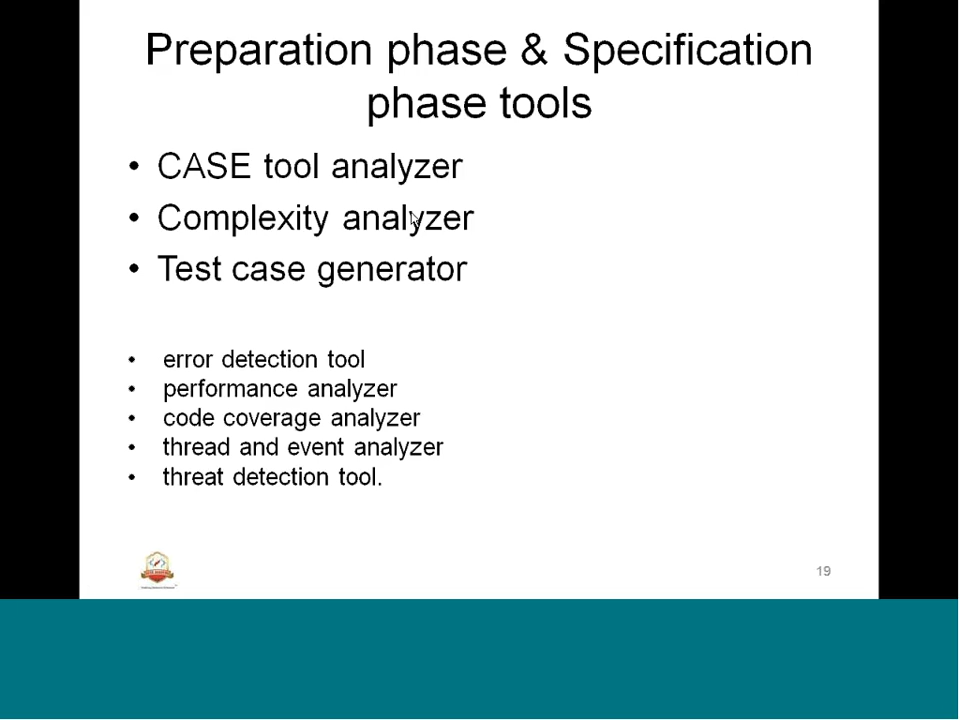 Preparation phase & Specification
phase tools
• CASE tool analyzer
• Complexity analyzer
• Test case generator
• error detection tool
• performance analyzer
• code coverage analyzer
• thread and event analyzer
• threat detection tool.
19